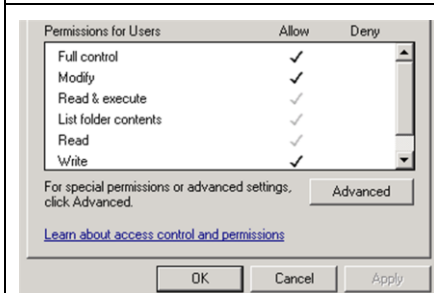 Permissions for Users Allow Deny
Full control
Modify
Read & execute
List folder contents
Read
Write
For special permissions or advanced settings, Advanced
click Advanced.
Learn about access control and permissions
OK Cancel Apply